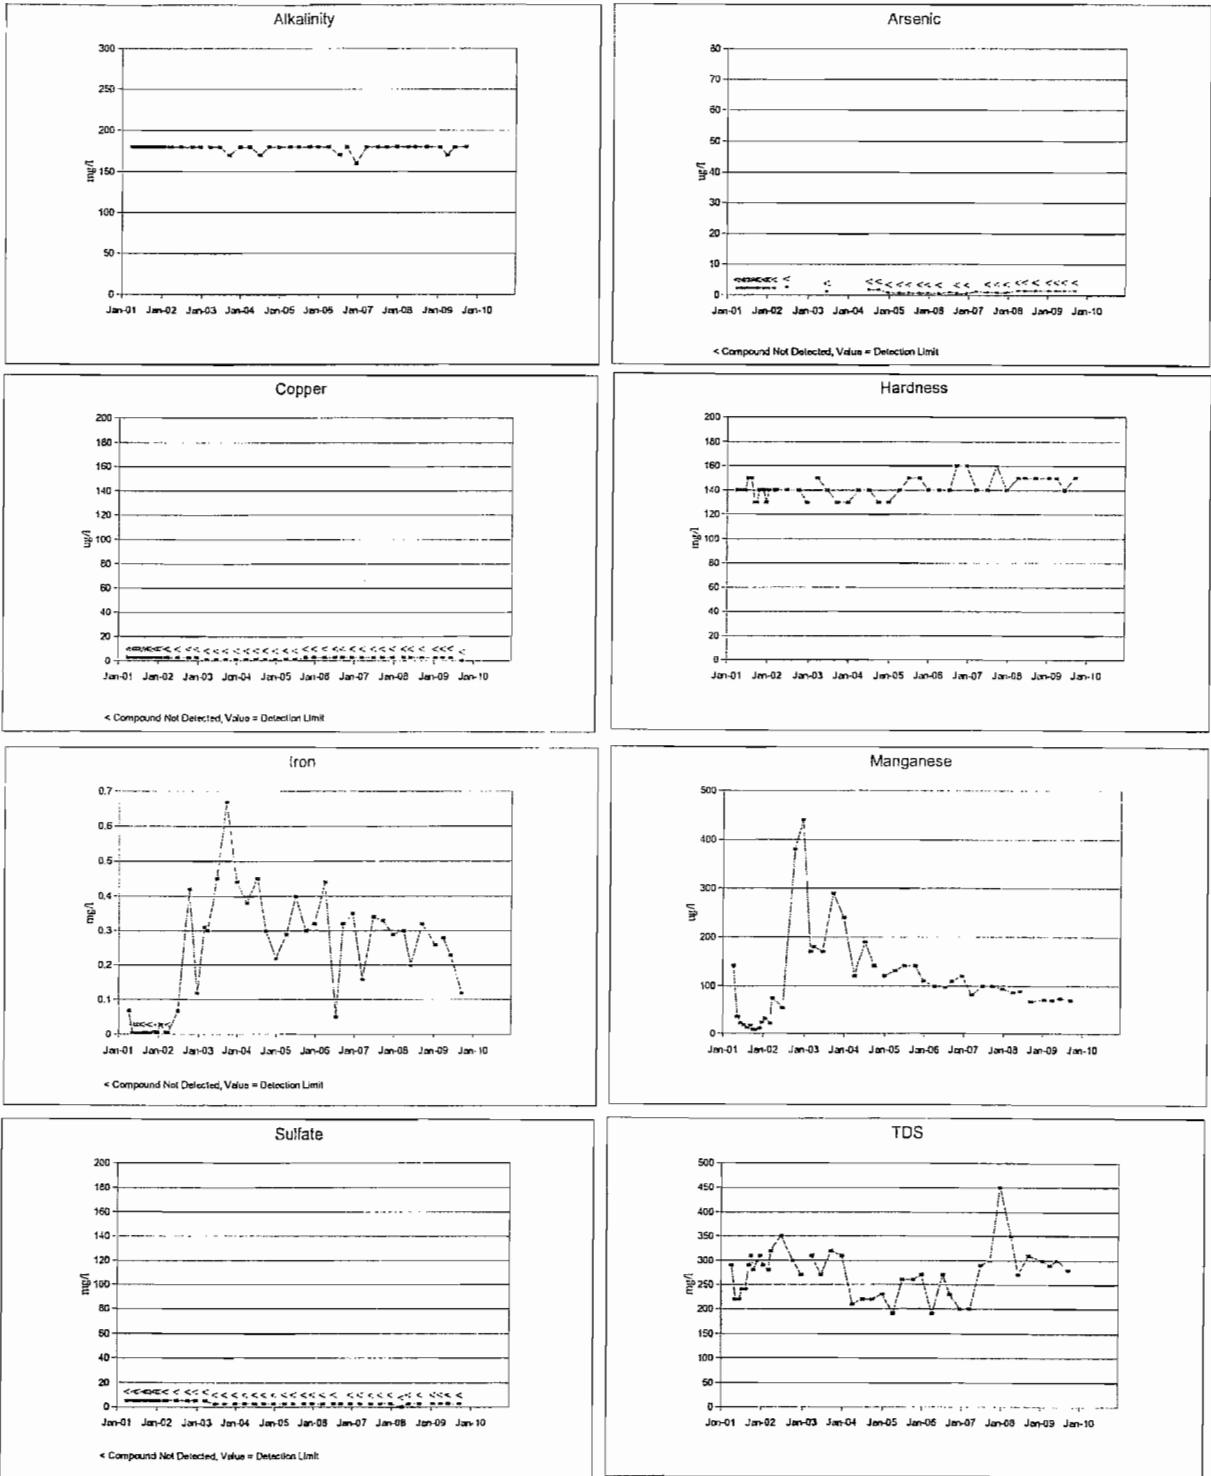 Alkalinity
300
250
200
150
100
50
0
mg/l
Jan-01 Jan-02 Jan-03 Jan-04 Jan-05 Jan-06 Jan-07 Jan-08 Jan-09 Jan-10
Arsenic
80
70
60
50
40
30
20
10
0
ug/l
Jan-01 Jan-02 Jan-03 Jan-04 Jan-05 Jan-06 Jan-07 Jan-08 Jan-09 Jan-10
< Compound Not Detected, Value = Detection Limit
Copper
200
180
160
140
120
100
80
60
40
20
0
ug/l
Jan-01 Jan-02 Jan-03 Jan-04 Jan-05 Jan-06 Jan-07 Jan-08 Jan-09 Jan-10
< Compound Not Detected, Value = Detection Limit
Hardness
200
180
160
140
120
100
80
60
40
20
0
mg/l
Jan-01 Jan-02 Jan-03 Jan-04 Jan-05 Jan-06 Jan-07 Jan-08 Jan-09 Jan-10
Iron
0.7
0.6
0.5
0.4
0.3
0.2
0.1
0
mg/l
Jan-01 Jan-02 Jan-03 Jan-04 Jan-05 Jan-06 Jan-07 Jan-08 Jan-09 Jan-10
< Compound Not Detected, Value = Detection Limit
Manganese
500
400
300
200
100
0
ug/l
Jan-01 Jan-02 Jan-03 Jan-04 Jan-05 Jan-06 Jan-07 Jan-08 Jan-09 Jan-10
Sulfate
200
180
160
140
120
100
80
60
40
20
0
mg/l
Jan-01 Jan-02 Jan-03 Jan-04 Jan-05 Jan-06 Jan-07 Jan-08 Jan-09 Jan-10
< Compound Not Detected, Value = Detection Limit
TDS
500
450
400
350
300
250
200
150
100
50
0
mg/l
Jan-01 Jan-02 Jan-03 Jan-04 Jan-05 Jan-06 Jan-07 Jan-08 Jan-09 Jan-10